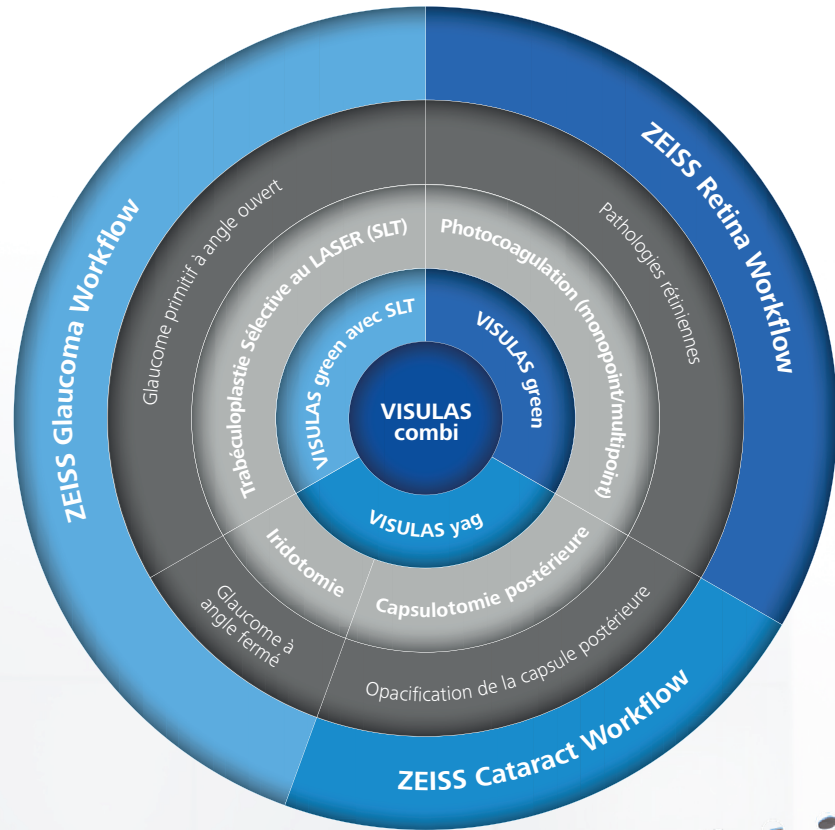 ZEISS Glaucoma Workflow
ZEISS Retina Workflow
ZEISS Cataract Workflow
Glaucome primitif à angle ouvert
Pathologies rétiniennes
Glaucome à
angle fermé
Opacification de la capsule postérieure
Trabéculoplastie Sélective au LASER (SLT)
Photocoagulation (monopoint/multipoint)
Iridotomie
Capsulotomie postérieure
VISULAS green avec SLT
VISULAS green
VISULAS yag
VISULAS
combi